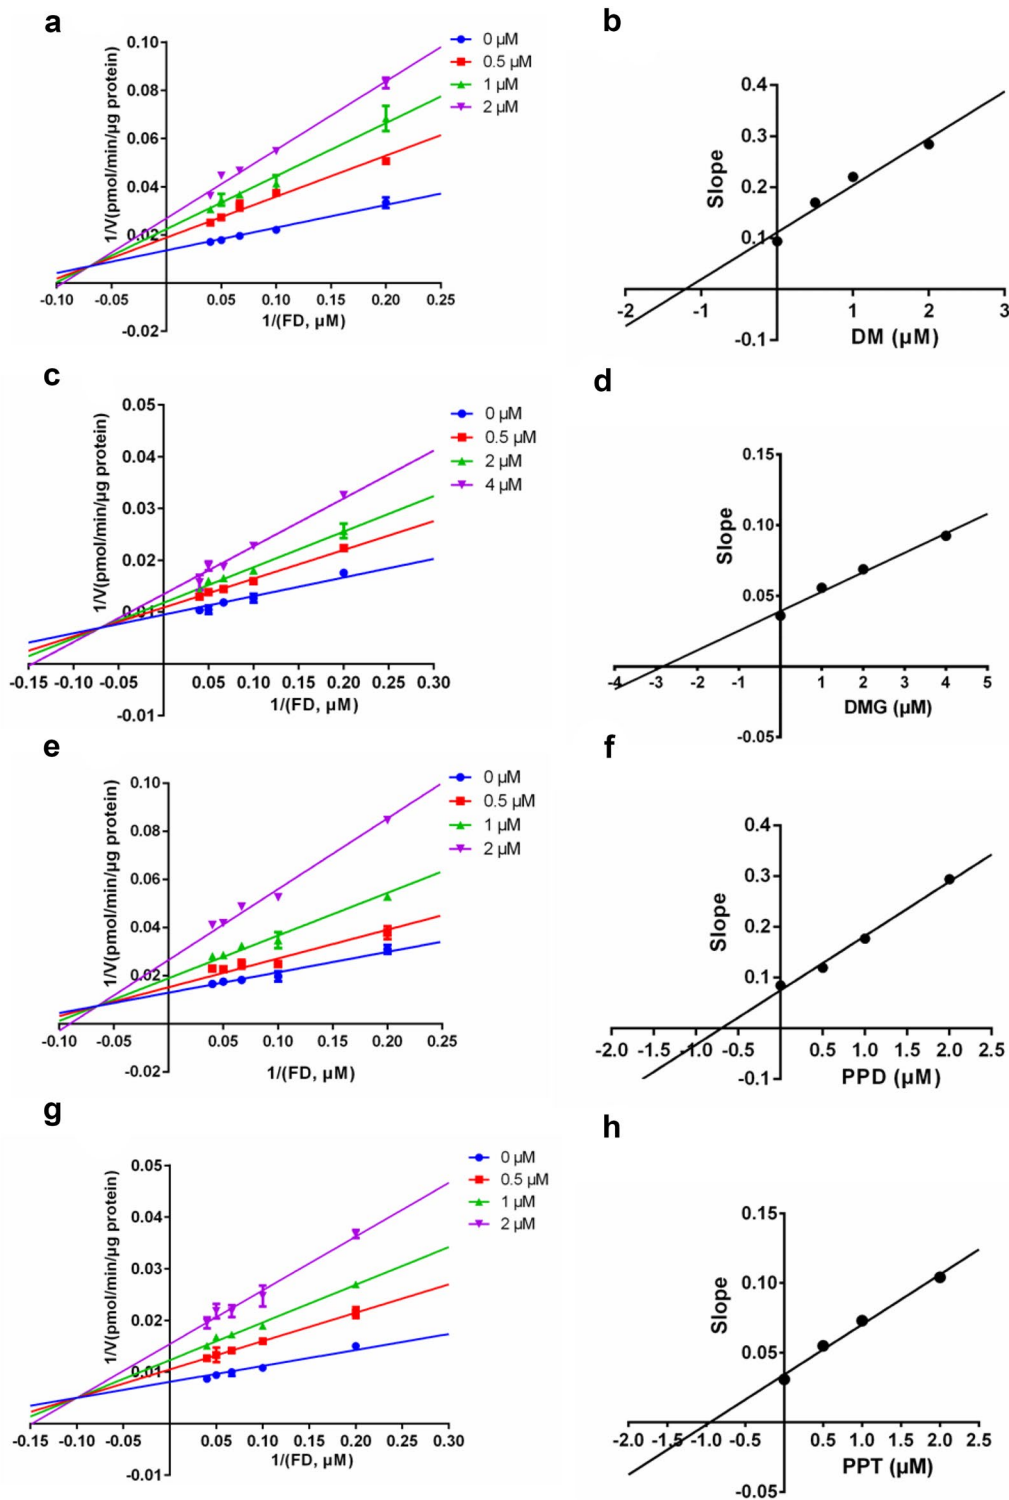 a
0.10
0.08
0.06
0.04
0.02
-0.02
1/V(pmol/min/µg protein)
-0.10 -0.05 0.05 0.10 0.15 0.20 0.25
1/(FD, µM)
0 µM
0.5 µM
1 µM
2 µM
b
0.4
0.3
0.2
0.1
-0.1
Slope
-2 -1 1 2 3
DM (µM)
c
0.05
0.04
0.03
0.02
0.01
-0.01
1/V(pmol/min/µg protein)
-0.15 -0.10 -0.05 0.05 0.10 0.15 0.20 0.25 0.30
1/(FD, µM)
0 µM
0.5 µM
2 µM
4 µM
d
0.15
0.10
0.05
-0.05
Slope
-4 -3 -2 -1 1 2 3 4 5
DMG (µM)
e
0.10
0.08
0.06
0.04
0.02
-0.02
1/V(pmol/min/µg protein)
-0.10 -0.05 0.05 0.10 0.15 0.20 0.25
1/(FD, µM)
0 µM
0.5 µM
1 µM
2 µM
f
0.4
0.3
0.2
0.1
-0.1
Slope
-2.0 -1.5 -1.0 -0.5 0.5 1.0 1.5 2.0 2.5
PPD (µM)
g
0.05
0.04
0.03
0.02
0.01
-0.01
1/V(pmol/min/µg protein)
-0.15 -0.10 -0.05 0.05 0.10 0.15 0.20 0.25 0.30
1/(FD, µM)
0 µM
0.5 µM
1 µM
2 µM
h
0.15
0.10
0.05
-0.05
Slope
-2.0 -1.5 -1.0 -0.5 0.5 1.0 1.5 2.0 2.5
PPT (µM)